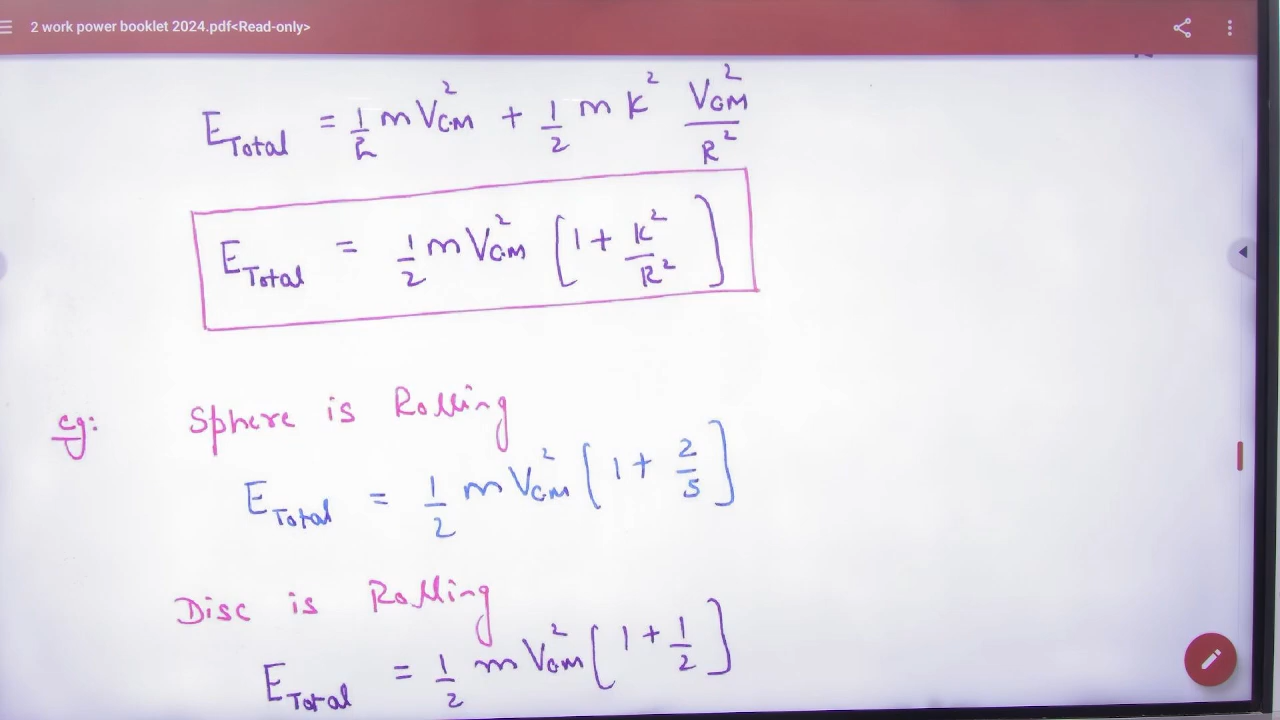 2 work power booklet 2024.pdf<Read-only>
E_Total = 1/2 m V_CM^2 + 1/2 m K^2 V_CM^2/R^2
E_Total = 1/2 m V_CM^2 [1 + K^2/R^2]
eg: Sphere is Rolling
E_Total = 1/2 m V_CM^2 [1 + 2/5]
Disc is Rolling
E_Total = 1/2 m V_CM^2 [1 + 1/2]